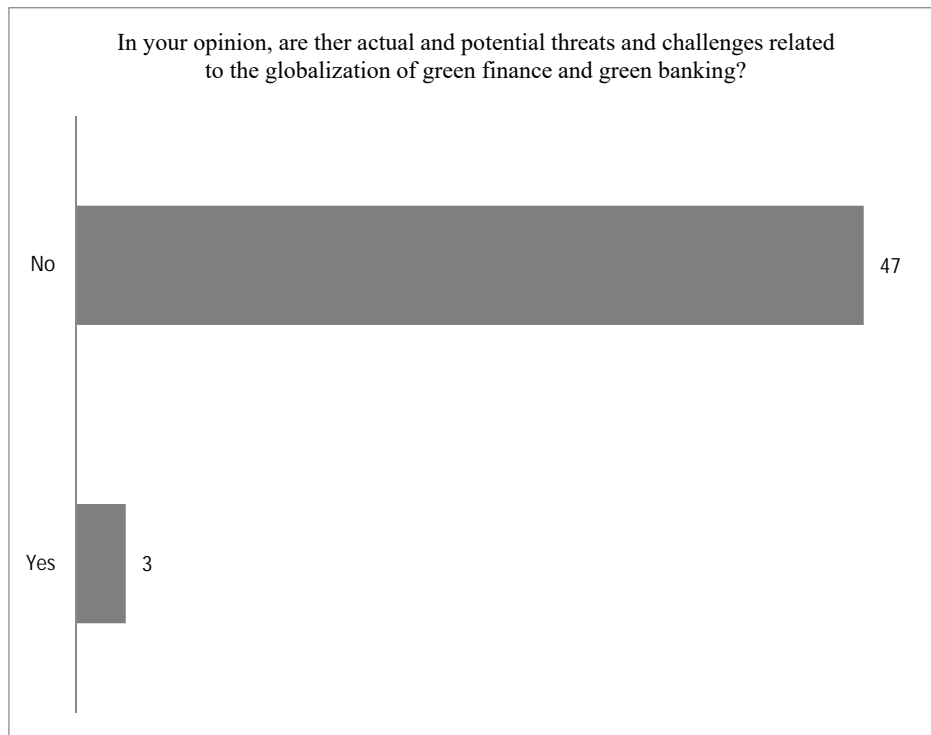 In your opinion, are ther actual and potential threats and challenges related
to the globalization of green finance and green banking?
No
47
Yes
3